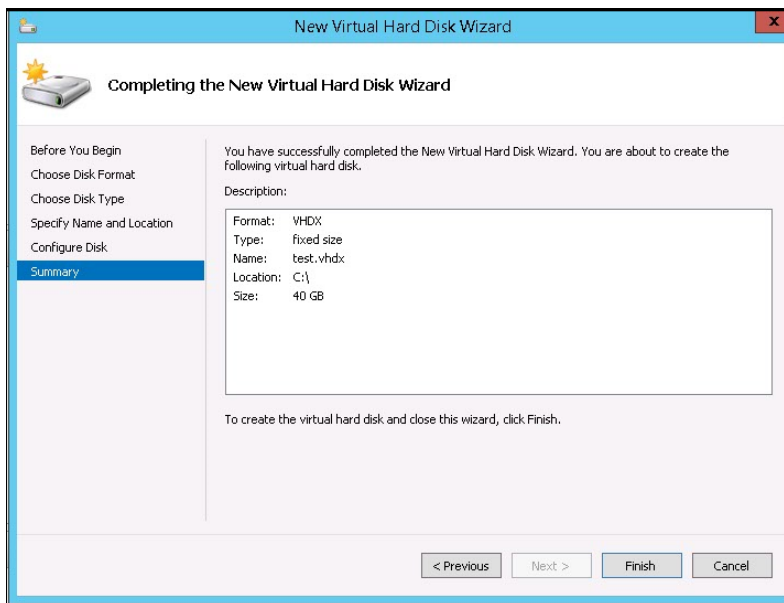 New Virtual Hard Disk Wizard
x
Completing the New Virtual Hard Disk Wizard
Before You Begin
Choose Disk Format
Choose Disk Type
Specify Name and Location
Configure Disk
Summary
You have successfully completed the New Virtual Hard Disk Wizard. You are about to create the
following virtual hard disk.
Description:
Format: VHDX
Type: fixed size
Name: test.vhdx
Location: C:\
Size: 40 GB
To create the virtual hard disk and close this wizard, click Finish.
< Previous Next > Finish Cancel